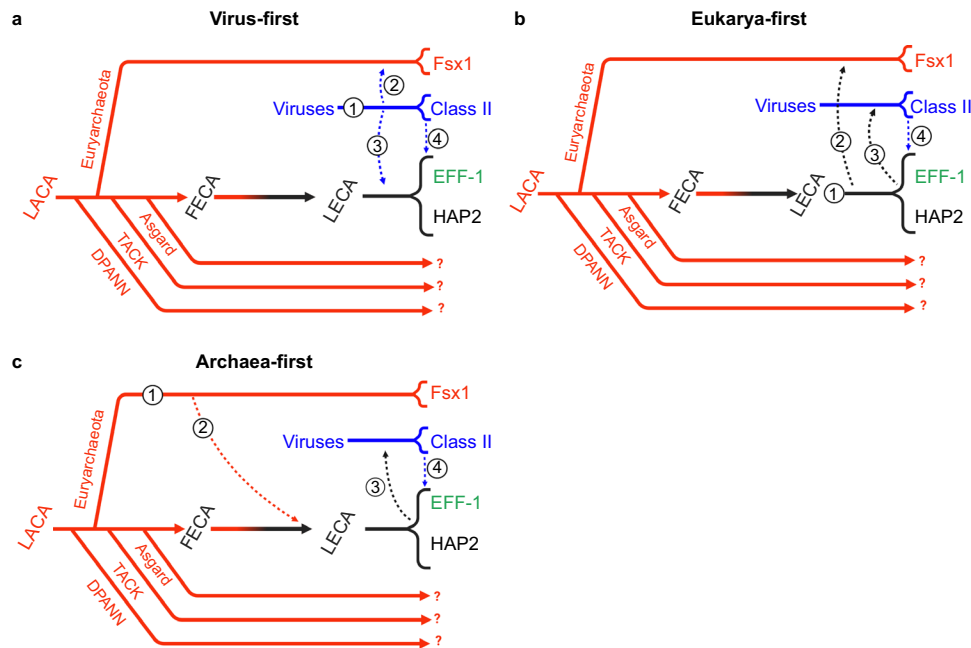 a
Virus-first
Fsx1
②
Viruses
①
Class II
④
③
Euryarchaeota
EFF-1
LACA
FECA
LECA
HAP2
Asgard
TACK
DPANN
?
?
?
b
Eukarya-first
Fsx1
Viruses
Class II
④
②
③
Euryarchaeota
EFF-1
LACA
FECA
LECA
①
HAP2
Asgard
TACK
DPANN
?
?
?
c
Archaea-first
①
Fsx1
②
Viruses
Class II
④
③
Euryarchaeota
EFF-1
LACA
FECA
LECA
HAP2
Asgard
TACK
DPANN
?
?
?